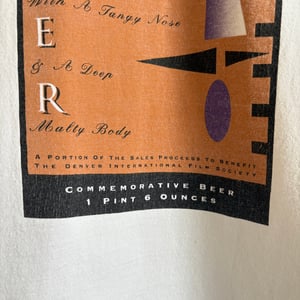 With A Tangy Nose
E
& A Deep
R
Malty Body
A Portion Of The Sales Proceeds To Benefit
The Denver International Film Society
Commemorative Beer
1 Pint 6 Ounces